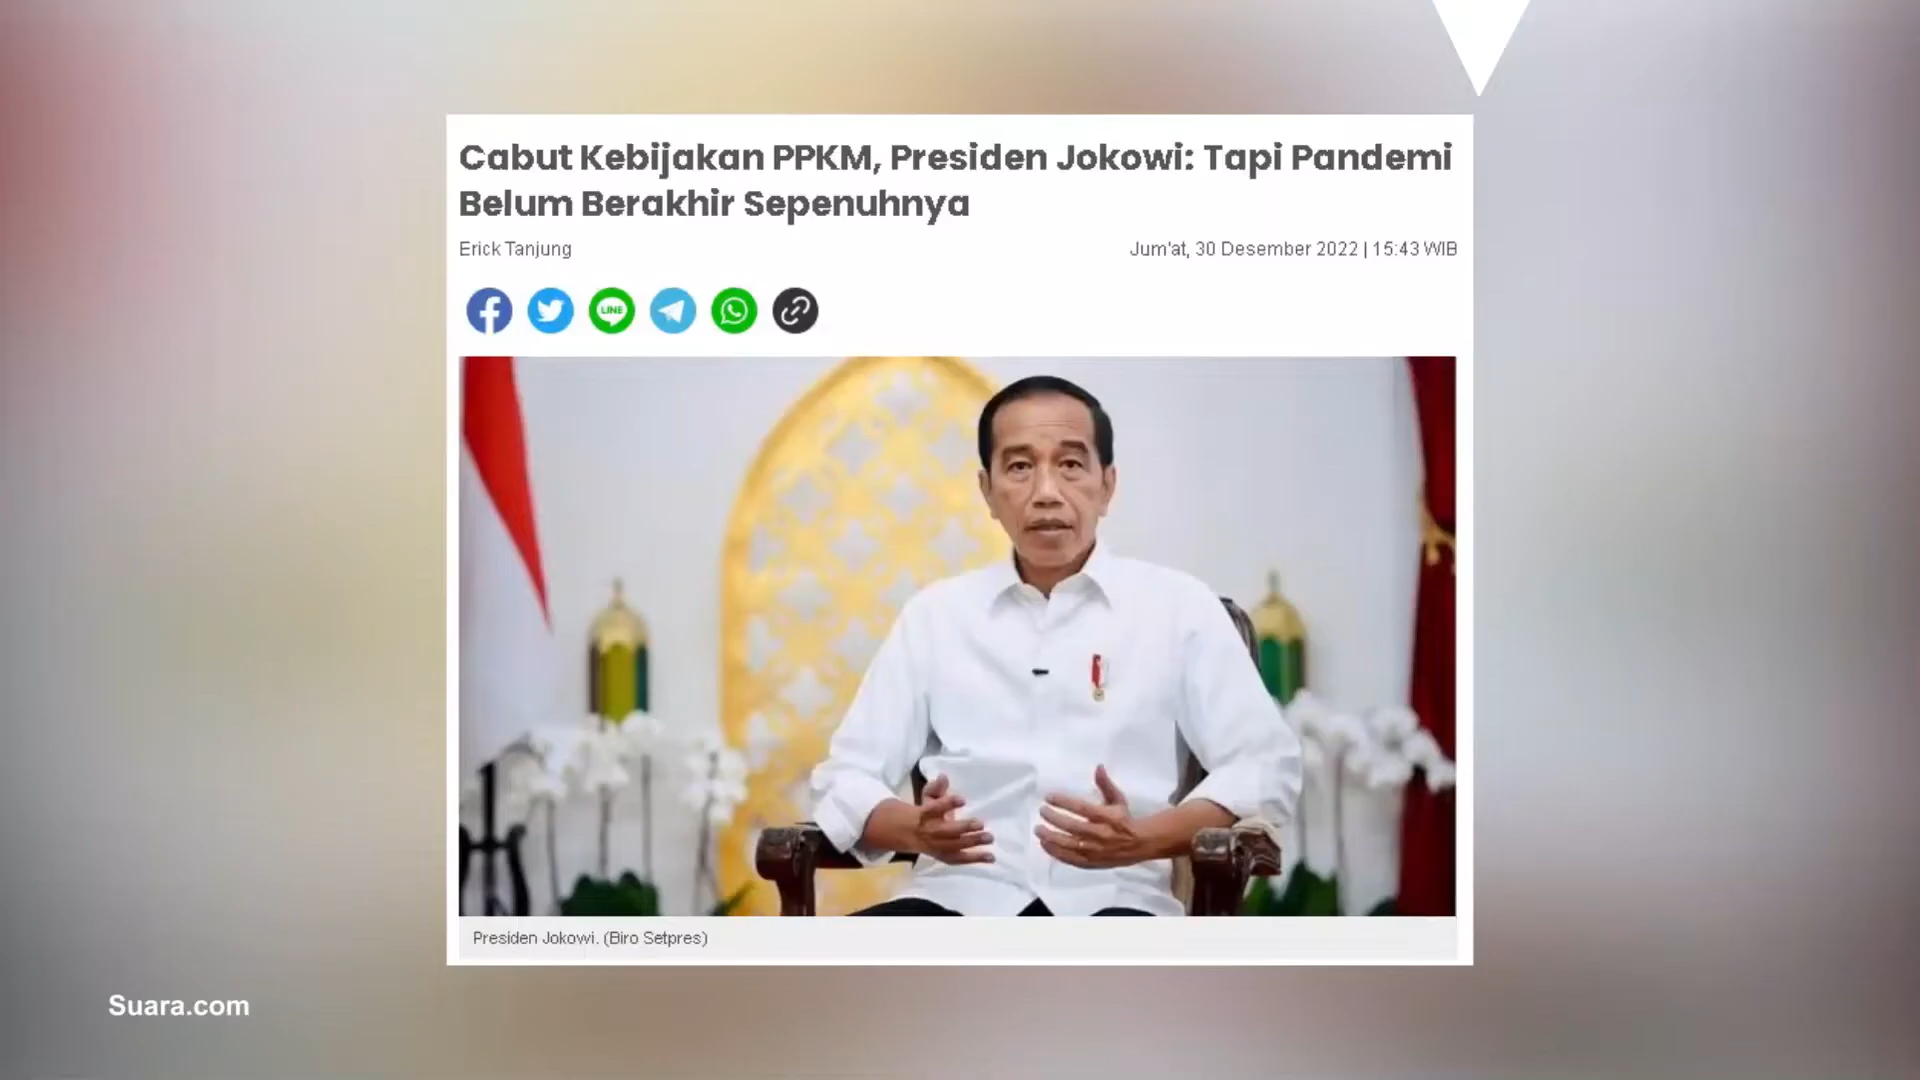 Cabut Kebijakan PPKM, Presiden Jokowi: Tapi Pandemi
Belum Berakhir Sepenuhnya
Erick Tanjung
Jum'at, 30 Desember 2022 | 15:43 WIB
LINE
Presiden Jokowi. (Biro Setpres)
Suara.com